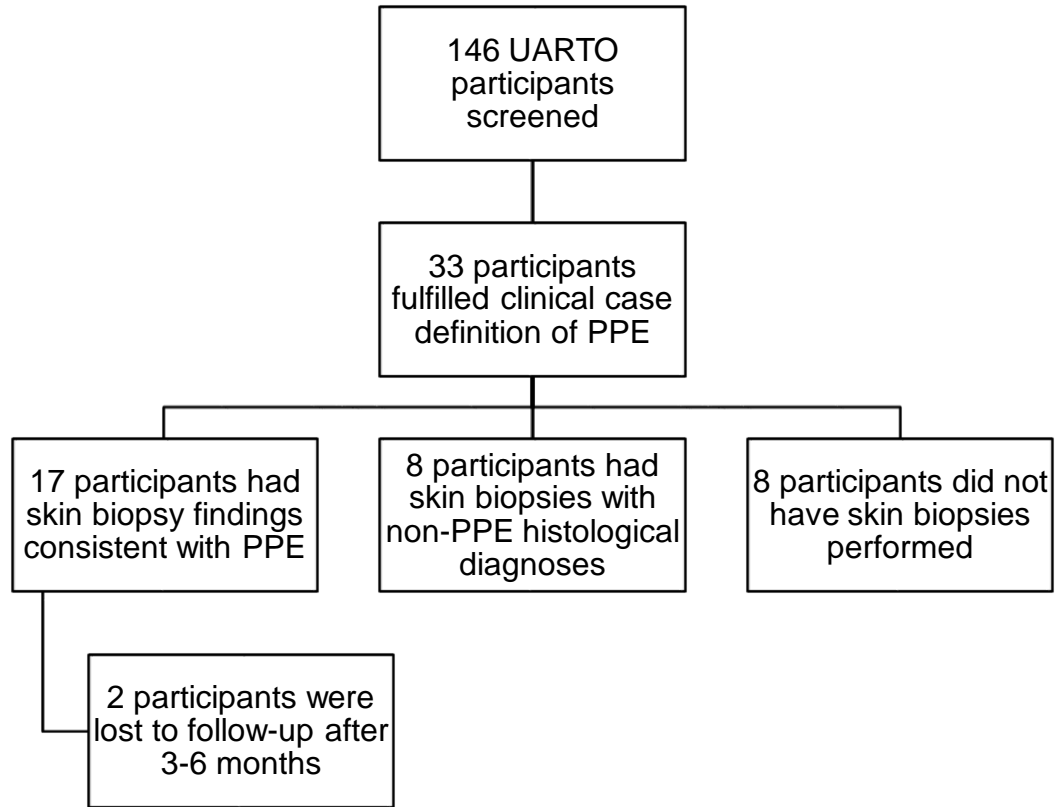 146 UARTO
participants
screened
33 participants
fulfilled clinical case
definition of PPE
17 participants had
skin biopsy findings
consistent with PPE
8 participants had
skin biopsies with
non-PPE histological
diagnoses
8 participants did not
have skin biopsies
performed
2 participants were
lost to follow-up after
3-6 months